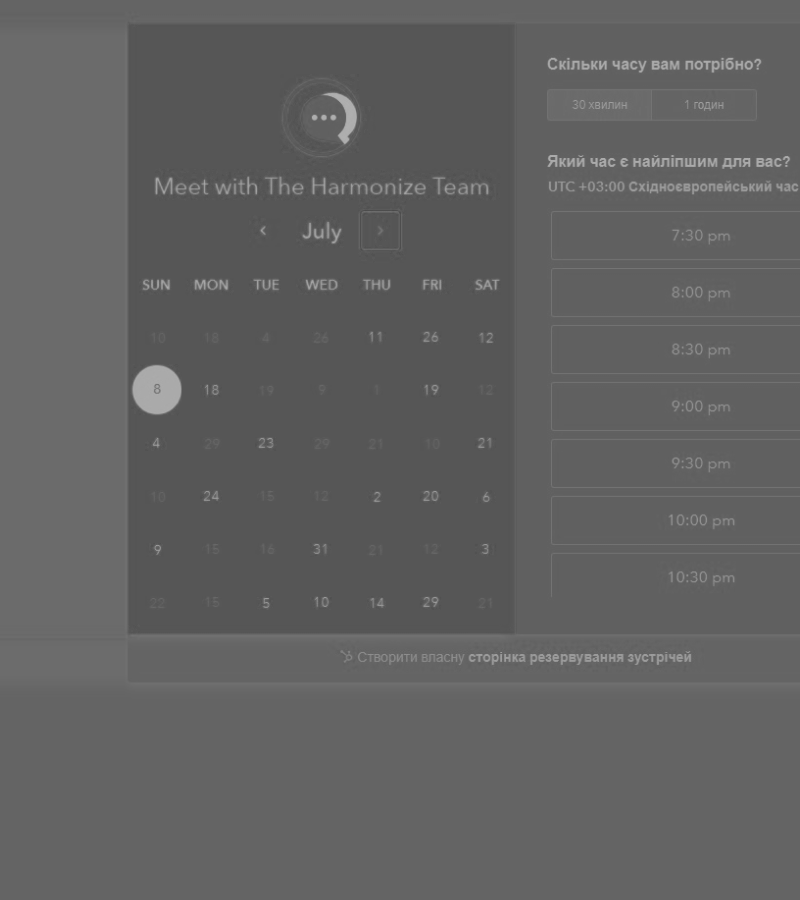 Meet with The Harmonize Team
July
SUN MON TUE WED THU FRI SAT
10 18 4 26 11 26 12
8 18 19 9 1 19 12
4 29 23 29 21 10 21
10 24 15 12 2 20 6
9 15 16 31 21 12 3
22 15 5 10 14 29 21
Скільки часу вам потрібно?
30 хвилин 1 годин
Який час є найліпшим для вас?
UTC +03:00 Східноєвропейський час
7:30 pm
8:00 pm
8:30 pm
9:00 pm
9:30 pm
10:00 pm
10:30 pm
Створити власну сторінка резервування зустрічей